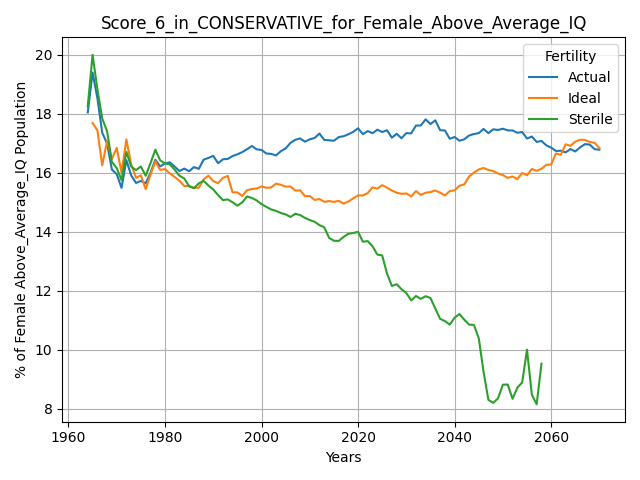 Score_6_in_CONSERVATIVE_for_Female_Above_Average_IQ
% of Female Above_Average_IQ Population
20
18
16
14
12
10
8
Fertility
Actual
Ideal
Sterile
1960
1980
2000
2020
2040
2060
Years